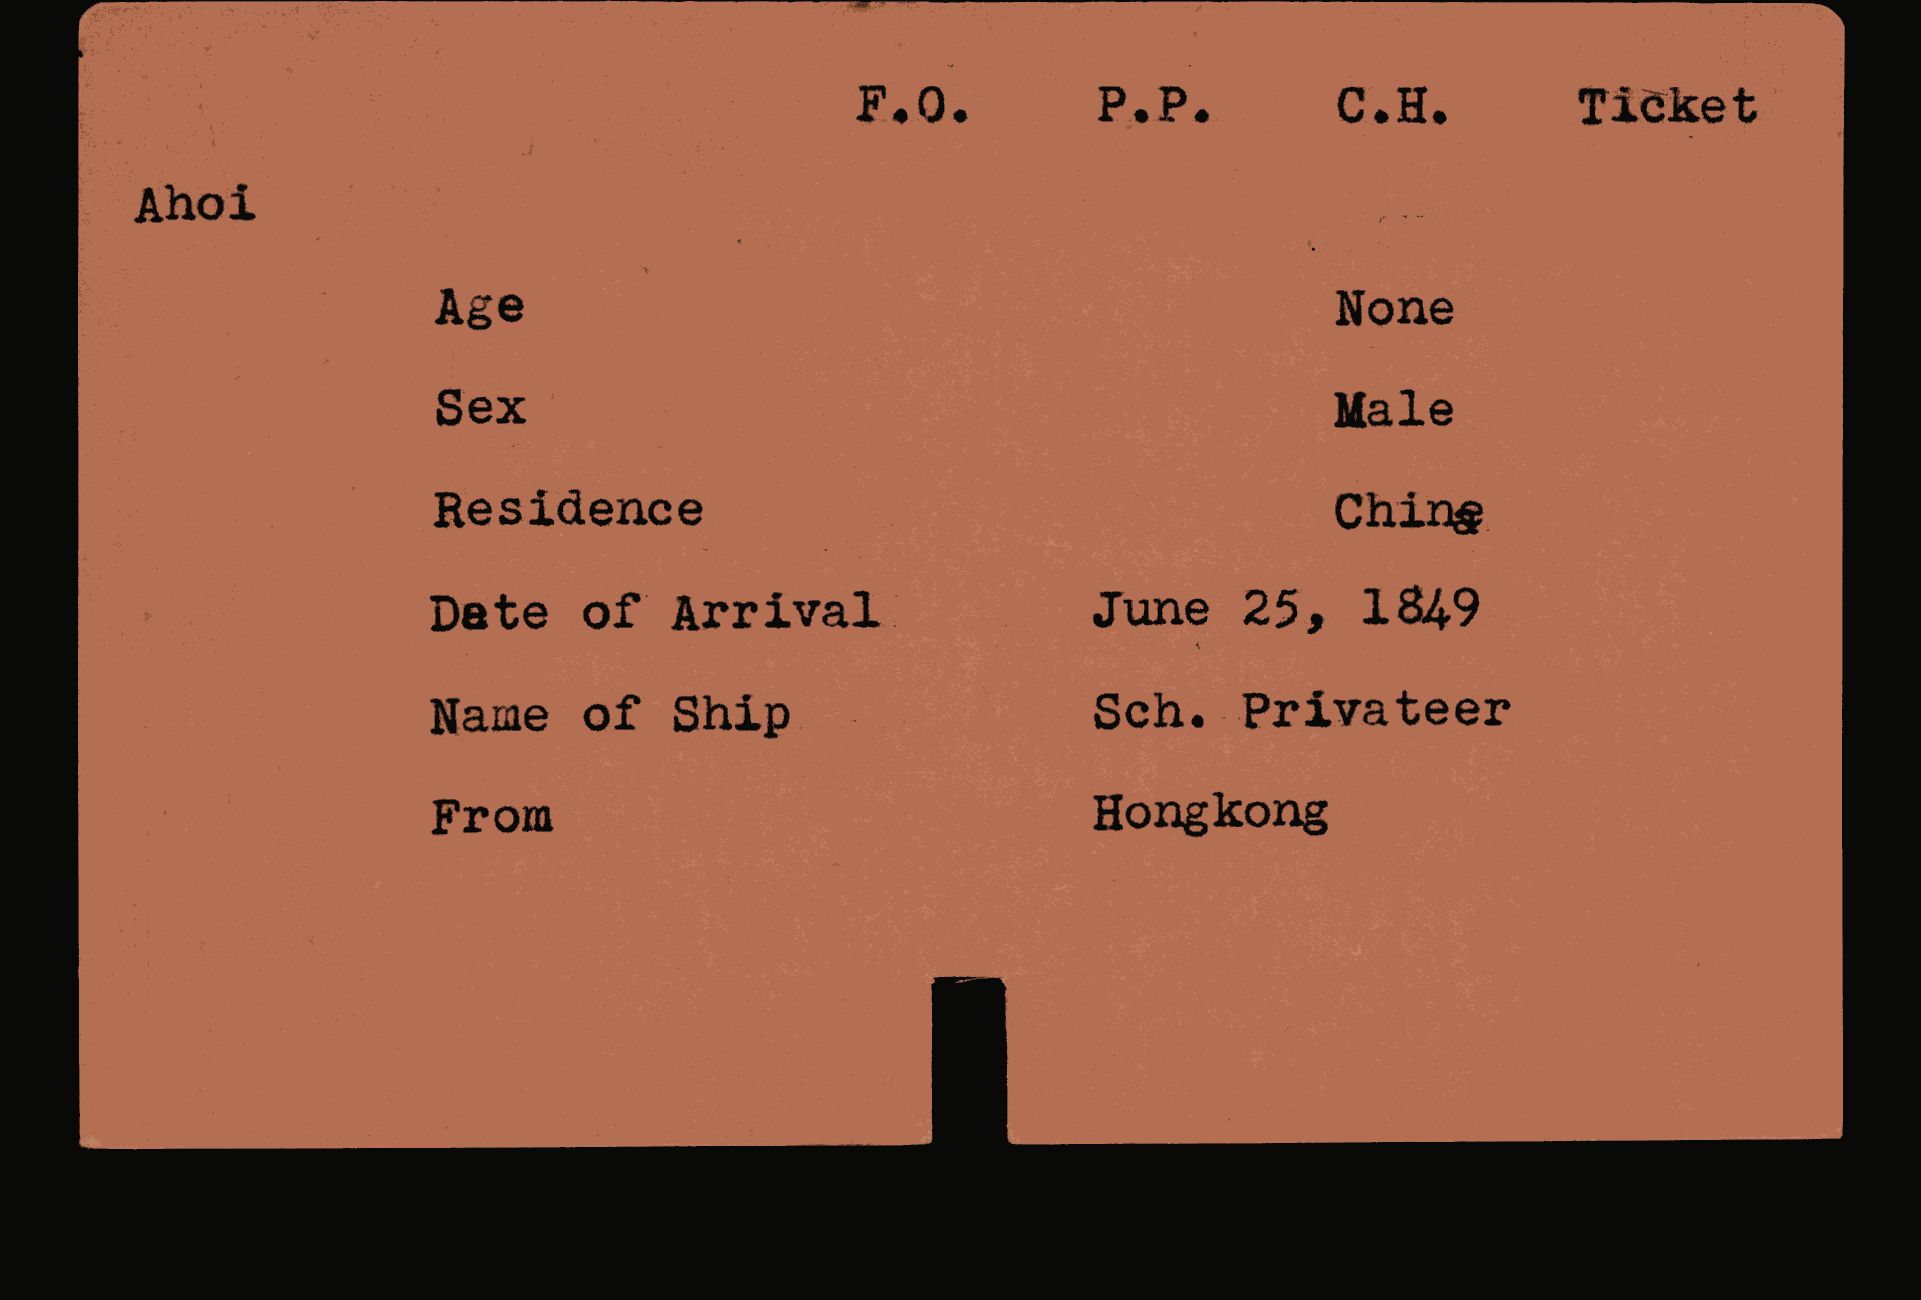 F.O. P.P. C.H. Ticket
Ahoi
Age None
Sex Male
Residence China
Date of Arrival June 25, 1849
Name of Ship Sch. Privateer
From Hongkong